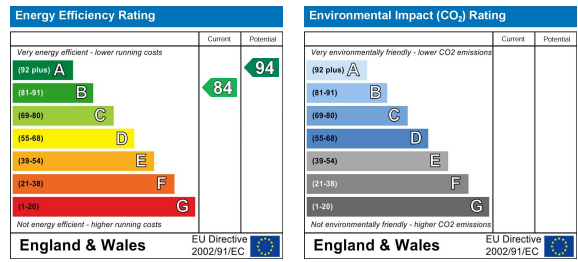 Energy Efficiency Rating
Current Potential
Very energy efficient - lower running costs
(92 plus) A
94
(81-91) B
84
(69-80) C
(55-68) D
(39-54) E
(21-38) F
(1-20) G
Not energy efficient - higher running costs
England & Wales
EU Directive
2002/91/EC
Environmental Impact (CO2) Rating
Current Potential
Very environmentally friendly - lower CO2 emissions
(92 plus) A
(81-91) B
(69-80) C
(55-68) D
(39-54) E
(21-38) F
(1-20) G
Not environmentally friendly - higher CO2 emissions
England & Wales
EU Directive
2002/91/EC